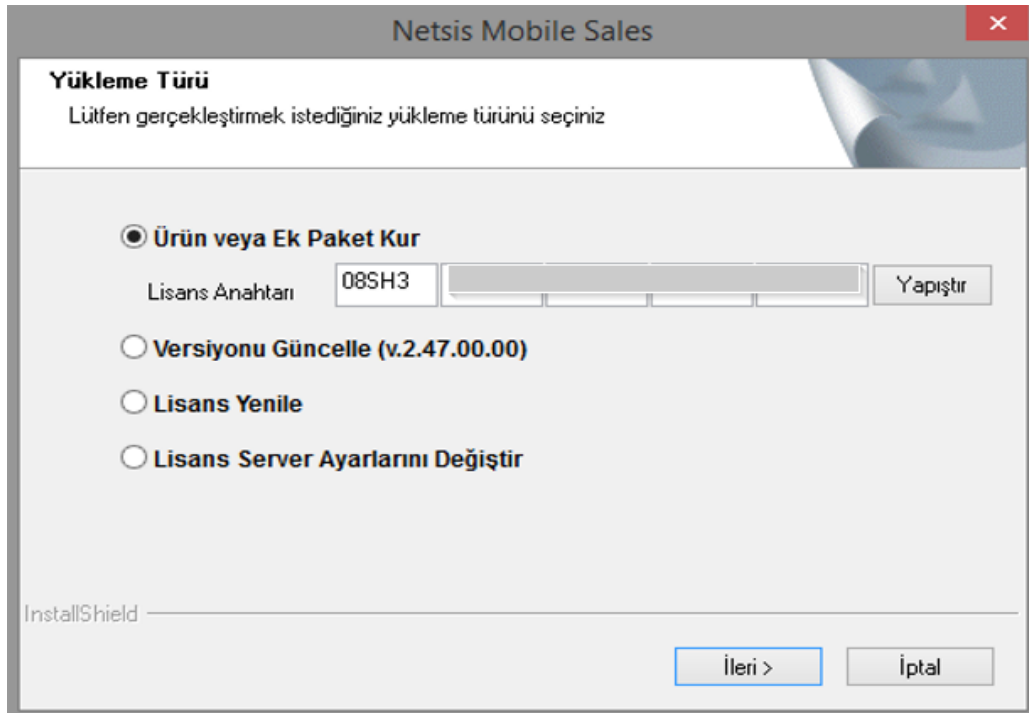 Netsis Mobile Sales
Yükleme Türü
Lütfen gerçekleştirmek istediğiniz yükleme türünü seçiniz
Ürün veya Ek Paket Kur
Lisans Anahtarı 08SH3 Yapıştır
Versiyonu Güncelle (v.2.47.00.00)
Lisans Yenile
Lisans Server Ayarlarını Değiştir
InstallShield
İleri > İptal